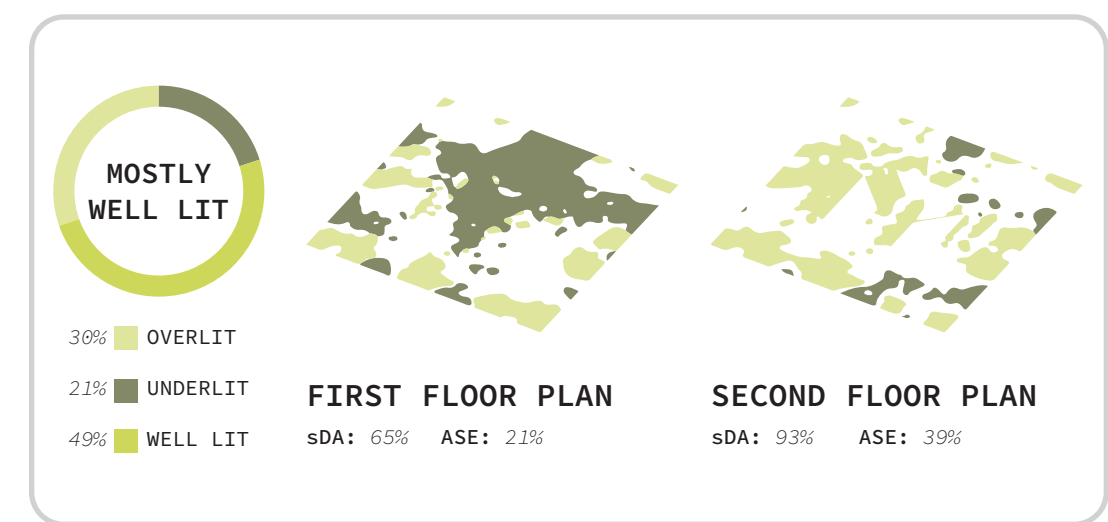 MOSTLY
WELL LIT
30% OVERLIT
21% UNDERLIT
49% WELL LIT
FIRST FLOOR PLAN
sDA: 65% ASE: 21%
SECOND FLOOR PLAN
sDA: 93% ASE: 39%